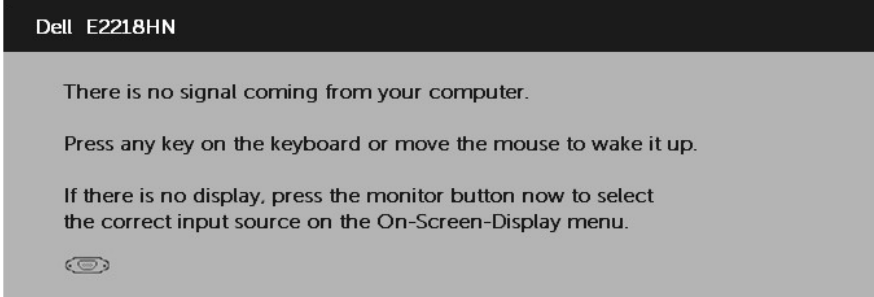 Dell E2218HN
There is no signal coming from your computer.
Press any key on the keyboard or move the mouse to wake it up.
If there is no display, press the monitor button now to select
the correct input source on the On-Screen-Display menu.